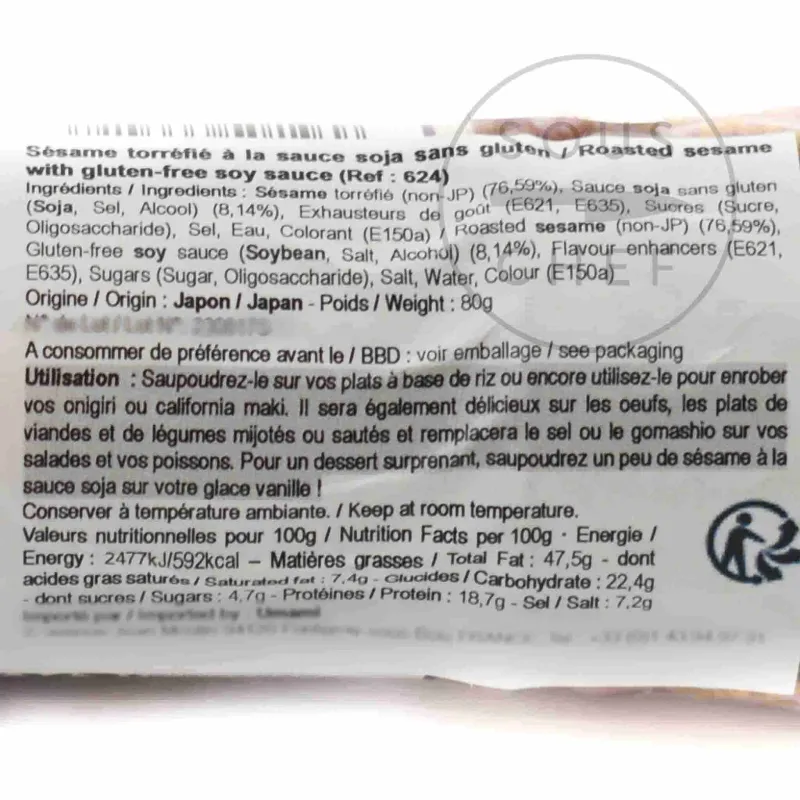 SOUS
CHEF
Sésame torréfié à la sauce soja sans gluten / Roasted sesame
with gluten-free soy sauce (Ref : 624)
Ingrédients / Ingredients : Sésame torréfié (non-JP) (76,59%), Sauce soja sans gluten
(Soja, Sel, Alcool) (8,14%), Exhausteurs de goût (E621, E635), Sucres (Sucre,
Oligosaccharide), Sel, Eau, Colorant (E150a) / Roasted sesame (non-JP) (76,59%),
Gluten-free soy sauce (Soybean, Salt, Alcohol) (8,14%), Flavour enhancers (E621,
E635), Sugars (Sugar, Oligosaccharide), Salt, Water, Colour (E150a)
Origine / Origin : Japon / Japan - Poids / Weight : 80g
N° de Lot / Lot N° :
A consommer de préférence avant le / BBD : voir emballage / see packaging
Utilisation : Saupoudrez-le sur vos plats à base de riz ou encore utilisez-le pour enrober
vos onigiri ou california maki. Il sera également délicieux sur les oeufs, les plats de
viandes et de légumes mijotés ou sautés et remplacera le sel ou le gomashio sur vos
salades et vos poissons. Pour un dessert surprenant, saupoudrez un peu de sésame à la
sauce soja sur votre glace vanille !
Conserver à température ambiante. / Keep at room temperature.
Valeurs nutritionnelles pour 100g / Nutrition Facts per 100g · Energie /
Energy : 2477kJ/592kcal – Matières grasses / Total Fat : 47,5g - dont
acides gras saturés / Saturated fat : 7,4g - Glucides / Carbohydrate : 22,4g
- dont sucres / Sugars : 4,7g - Protéines / Protein : 18,7g - Sel / Salt : 7,2g
Importé par / Imported by Umami